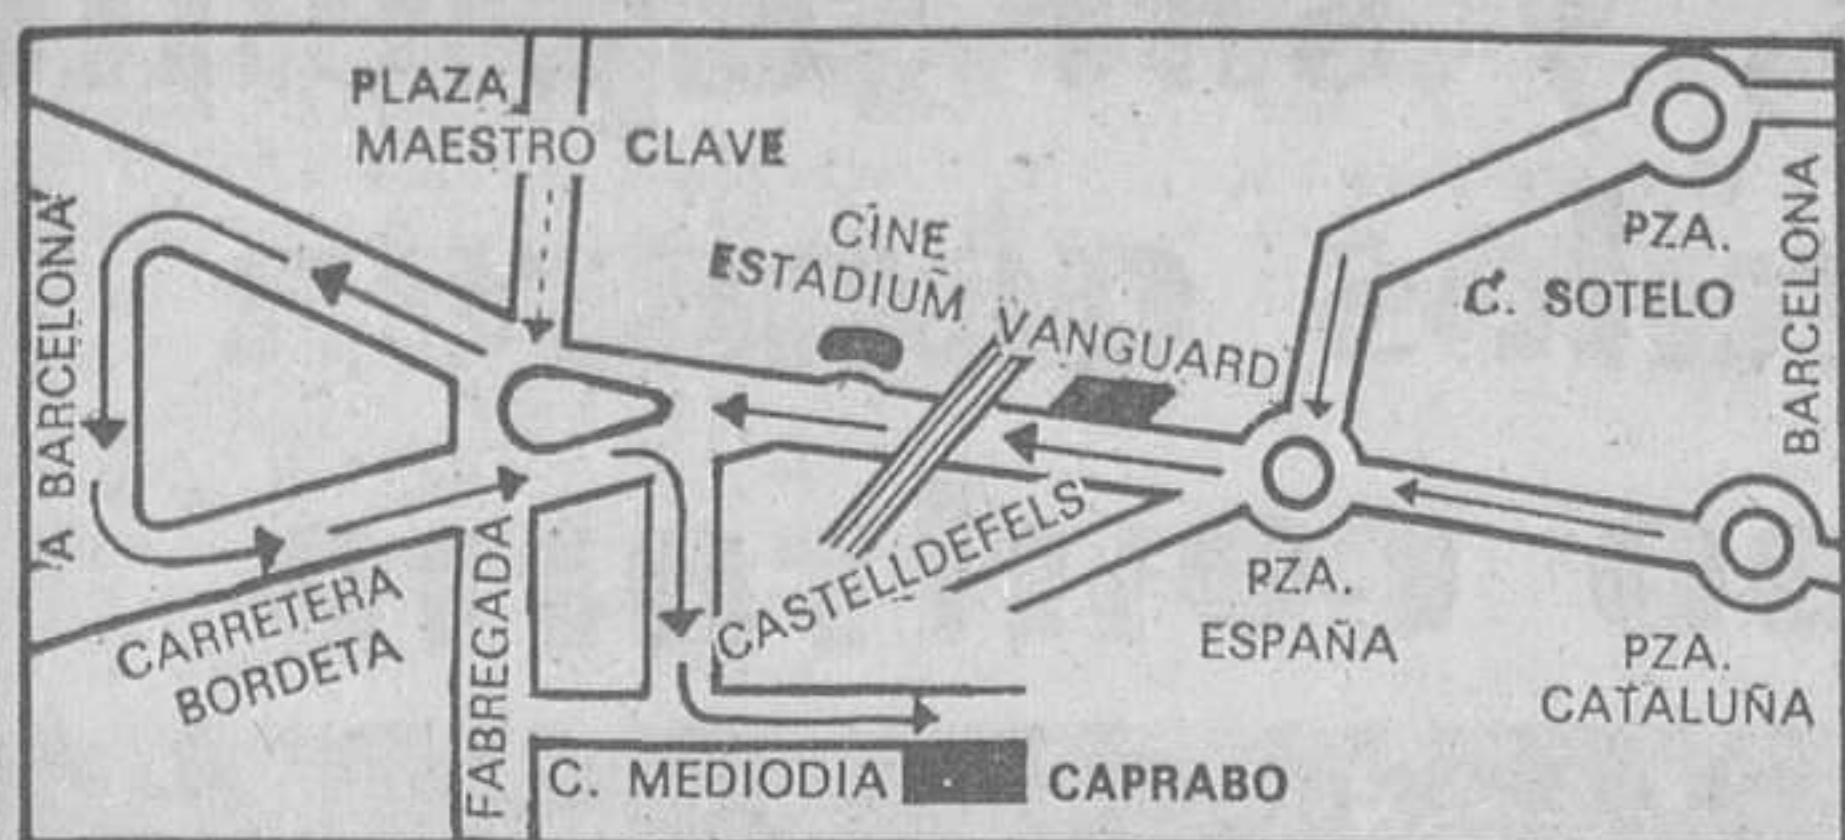 PLAZA
MAESTRO CLAVE
CINE
ESTADIUM
VANGUARD
PZA.
C. SOTELO
BARCELONA
A BARCELONA
CASTELLDEFELS
PZA.
ESPAÑA
PZA.
CATALUÑA
CARRETERA
BORDETA
FABREGADA
C. MEDIODIA
CAPRABO